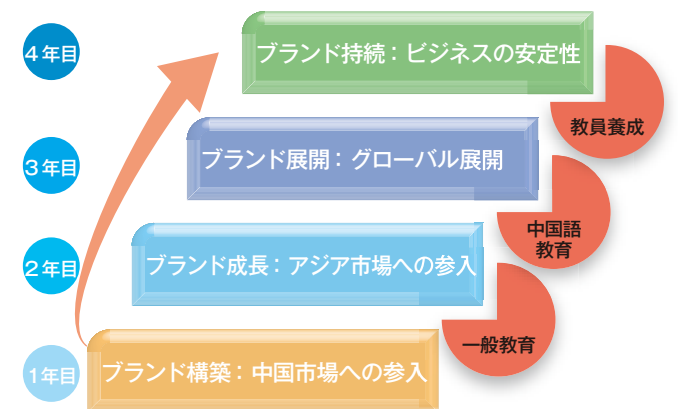 4年目
ブランド持続：ビジネスの安定性
教員養成
3年目
ブランド展開：グローバル展開
中国語
教育
2年目
ブランド成長：アジア市場への参入
一般教育
1年目
ブランド構築：中国市場への参入